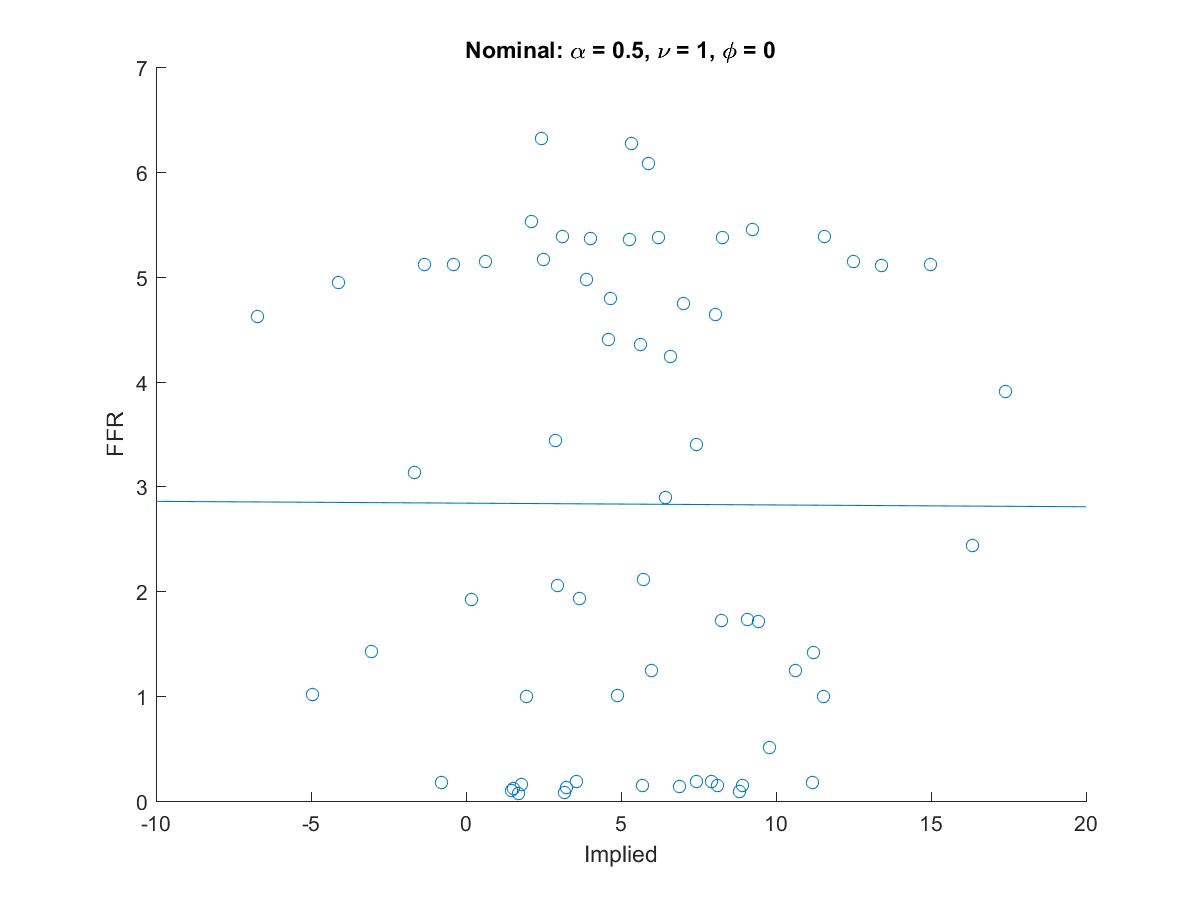 Nominal: α = 0.5, ν = 1, ϕ = 0
7
6
5
4
3
2
1
0
FFR
-10 -5 0 5 10 15 20
Implied